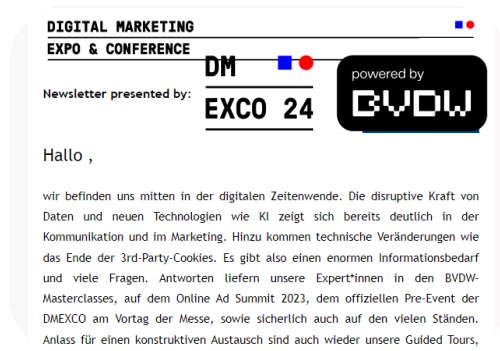 DIGITAL MARKETING
EXPO & CONFERENCE
Newsletter presented by:
DM
EXCO 24
powered by
BVDW
Hallo ,
wir befinden uns mitten in der digitalen Zeitenwende. Die disruptive Kraft von
Daten und neuen Technologien wie KI zeigt sich bereits deutlich in der
Kommunikation und im Marketing. Hinzu kommen technische Veränderungen wie
das Ende der 3rd-Party-Cookies. Es gibt also einen enormen Informationsbedarf
und viele Fragen. Antworten liefern unsere Expert*innen in den BVDW-
Masterclasses, auf dem Online Ad Summit 2023, dem offiziellen Pre-Event der
DMEXCO am Vortag der Messe, sowie sicherlich auch auf den vielen Ständen.
Anlass für einen konstruktiven Austausch sind auch wieder unsere Guided Tours,